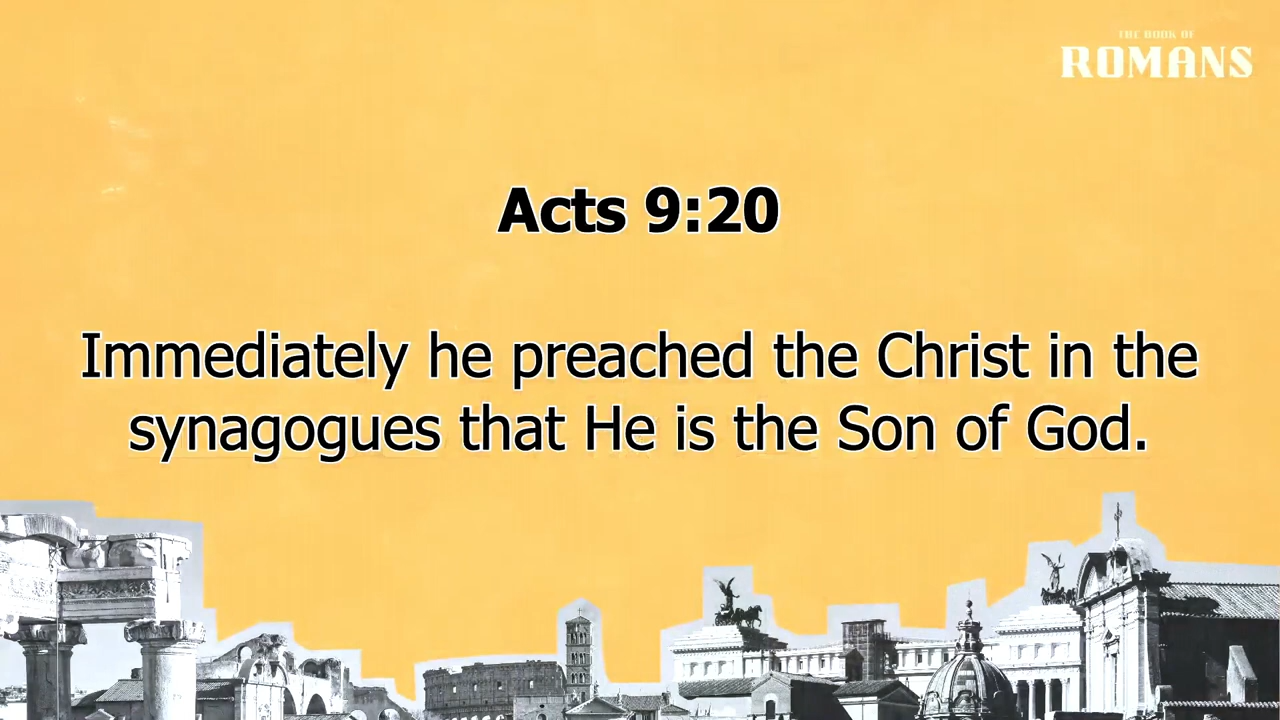 THE BOOK OF
ROMANS
Acts 9:20
Immediately he preached the Christ in the
synagogues that He is the Son of God.